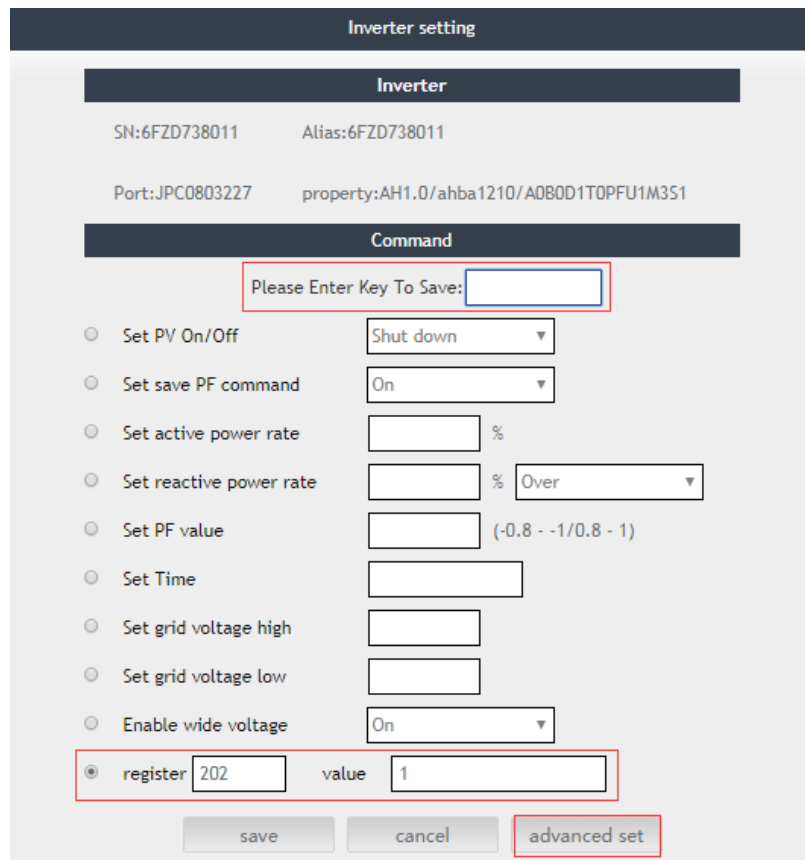 Inverter setting
Inverter
SN:6FZD738011 Alias:6FZD738011
Port:JPC0803227 property:AH1.0/ahba1210/A0B0D1T0PFU1M3S1
Command
Please Enter Key To Save:
Set PV On/Off Shut down
Set save PF command On
Set active power rate %
Set reactive power rate % Over
Set PF value (-0.8 - -1/0.8 - 1)
Set Time
Set grid voltage high
Set grid voltage low
Enable wide voltage On
register 202 value 1
save cancel advanced set